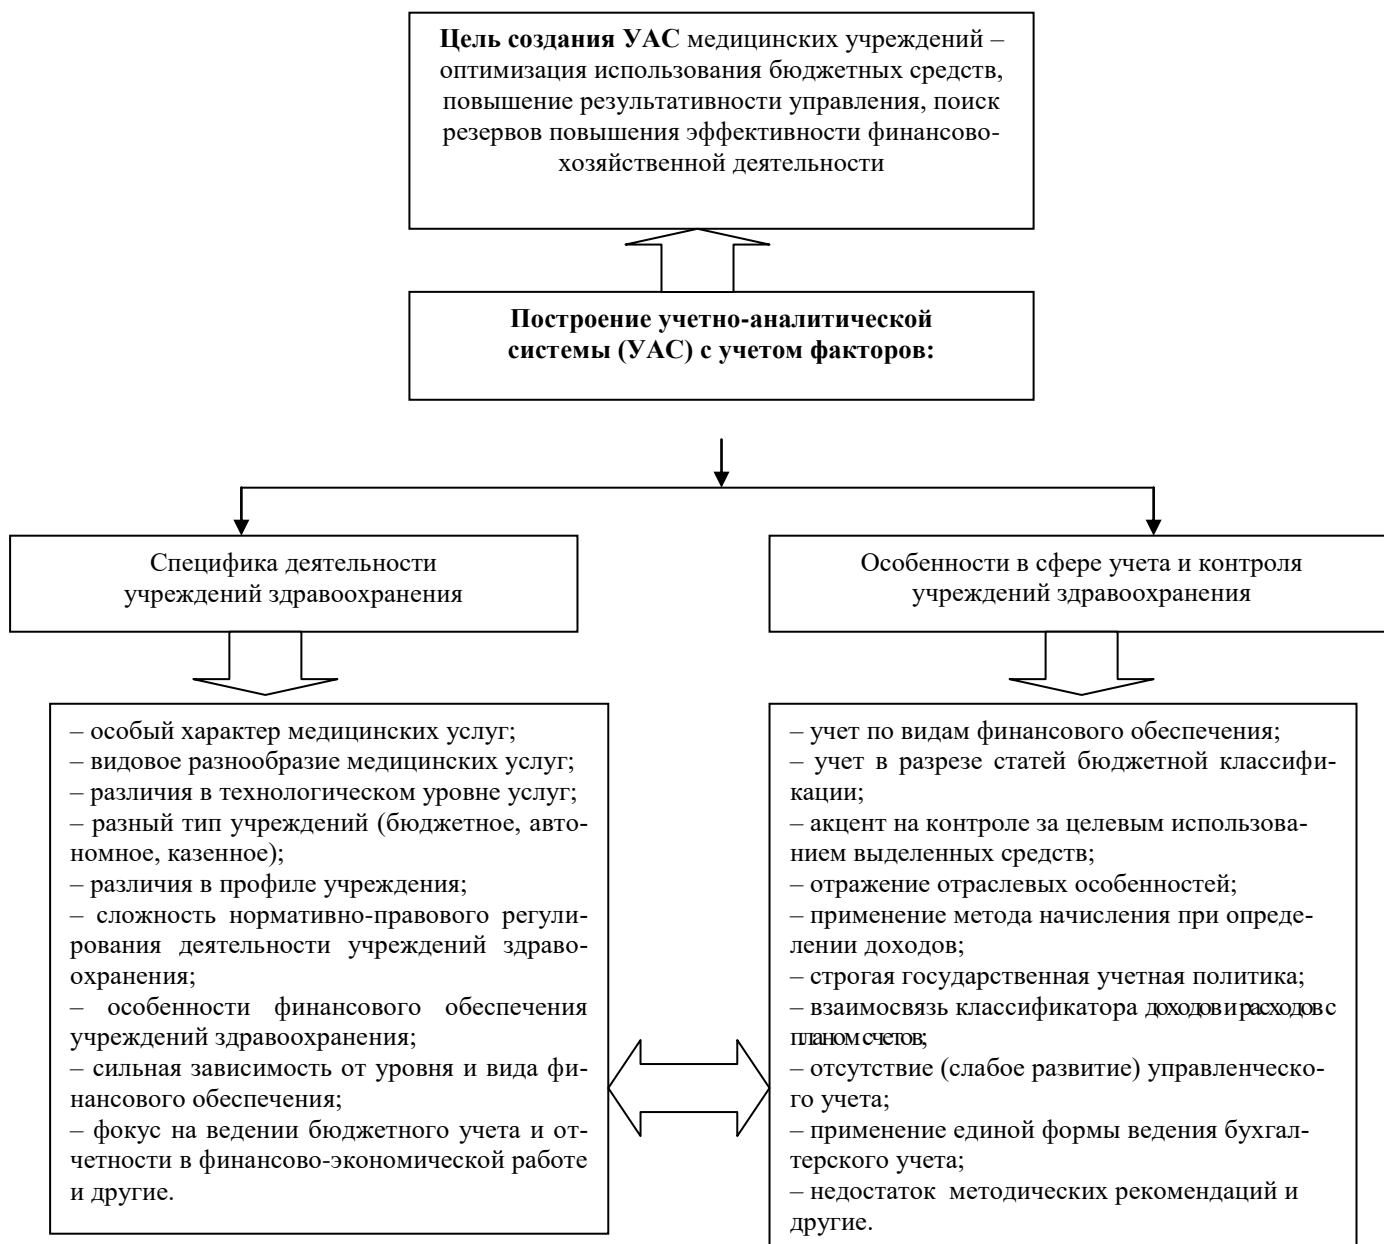 Цель создания УАС медицинских учреждений –
оптимизация использования бюджетных средств,
повышение результативности управления, поиск
резервов повышения эффективности финансово-
хозяйственной деятельности
Построение учетно-аналитической
системы (УАС) с учетом факторов:
Специфика деятельности
учреждений здравоохранения
Особенности в сфере учета и контроля
учреждений здравоохранения
– особый характер медицинских услуг;
– видовое разнообразие медицинских услуг;
– различия в технологическом уровне услуг;
– разный тип учреждений (бюджетное, авто-
номное, казенное);
– различия в профиле учреждения;
– сложность нормативно-правового регули-
рования деятельности учреждений здраво-
охранения;
– особенности финансового обеспечения
учреждений здравоохранения;
– сильная зависимость от уровня и вида фи-
нансового обеспечения;
– фокус на ведении бюджетного учета и от-
четности в финансово-экономической работе
и другие.
– учет по видам финансового обеспечения;
– учет в разрезе статей бюджетной классифи-
кации;
– акцент на контроле за целевым использова-
нием выделенных средств;
– отражение отраслевых особенностей;
– применение метода начисления при опреде-
лении доходов;
– строгая государственная учетная политика;
– взаимосвязь классификатора доходов и расходов с
планом счетов;
– отсутствие (слабое развитие) управленческо-
го учета;
– применение единой формы ведения бухгал-
терского учета;
– недостаток методических рекомендаций и
другие.